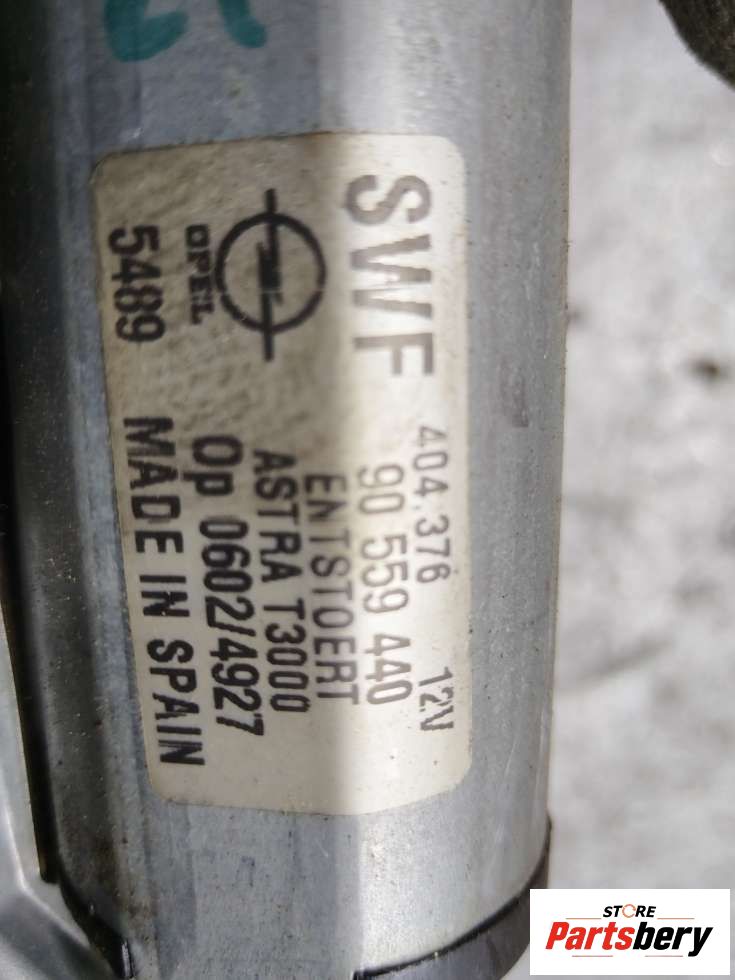 SWF
404.376 12V
90 559 440
ENTSTOERT
ASTRA T3000
Op 0602/4927
MADE IN SPAIN
OPEL
5489
STORE
Partsbery